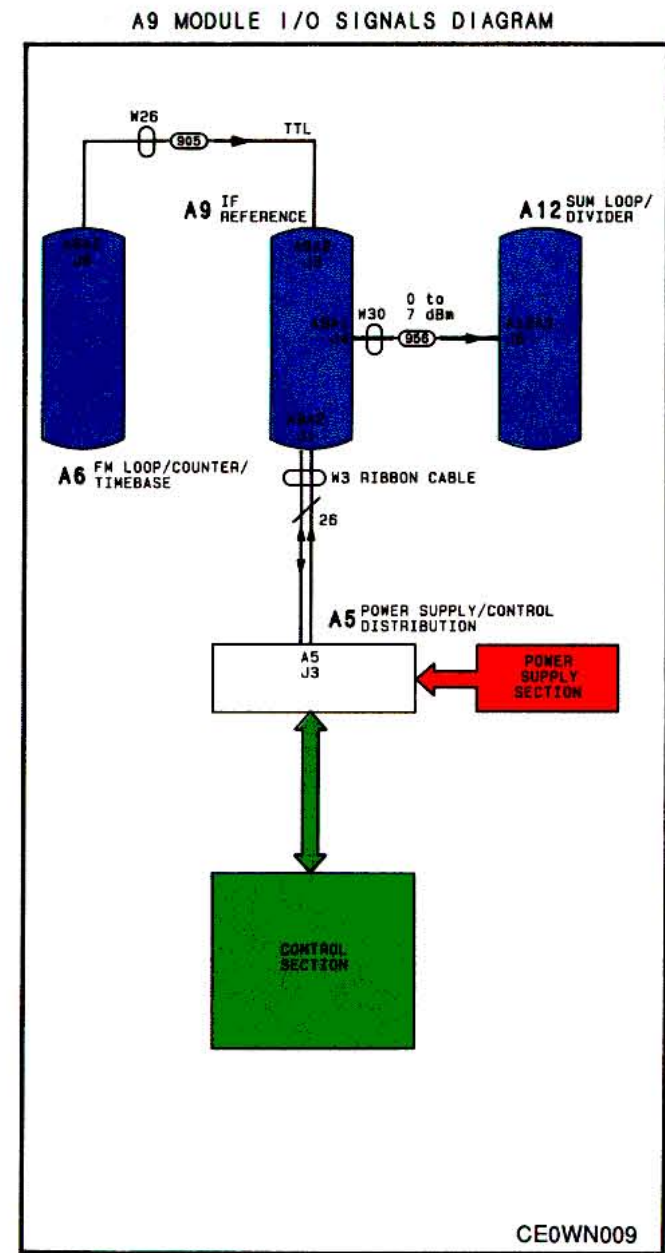 A9 MODULE I/O SIGNALS DIAGRAM
W26
905
TTL
A9 IF
REFERENCE
A12 SUM LOOP/
DIVIDER
W30
0 to
7 dBm
956
A6 FM LOOP/COUNTER/
TIMEBASE
W3 RIBBON CABLE
26
A5 POWER SUPPLY/CONTROL
DISTRIBUTION
A5
J3
POWER
SUPPLY
SECTION
CONTROL
SECTION
CE0WN009